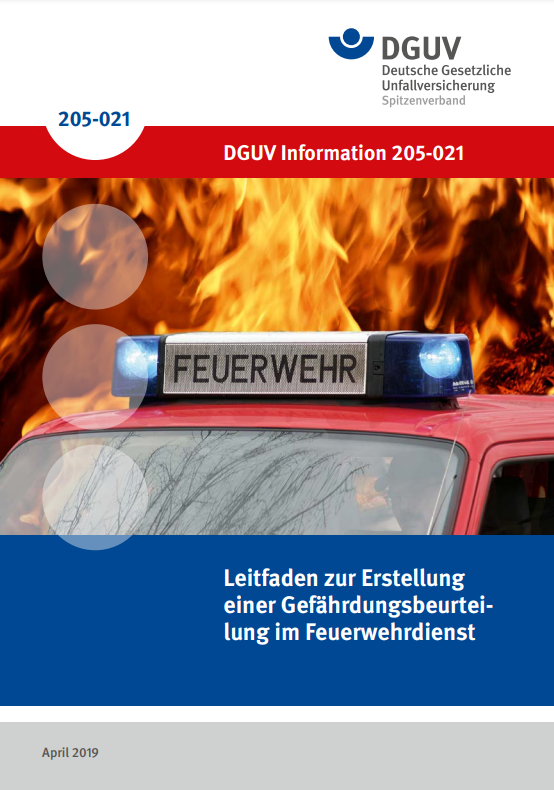 DGUV
Deutsche Gesetzliche
Unfallversicherung
Spitzenverband
205-021
DGUV Information 205-021
FEUERWEHR
Leitfaden zur Erstellung
einer Gefährdungsbeurtei-
lung im Feuerwehrdienst
April 2019